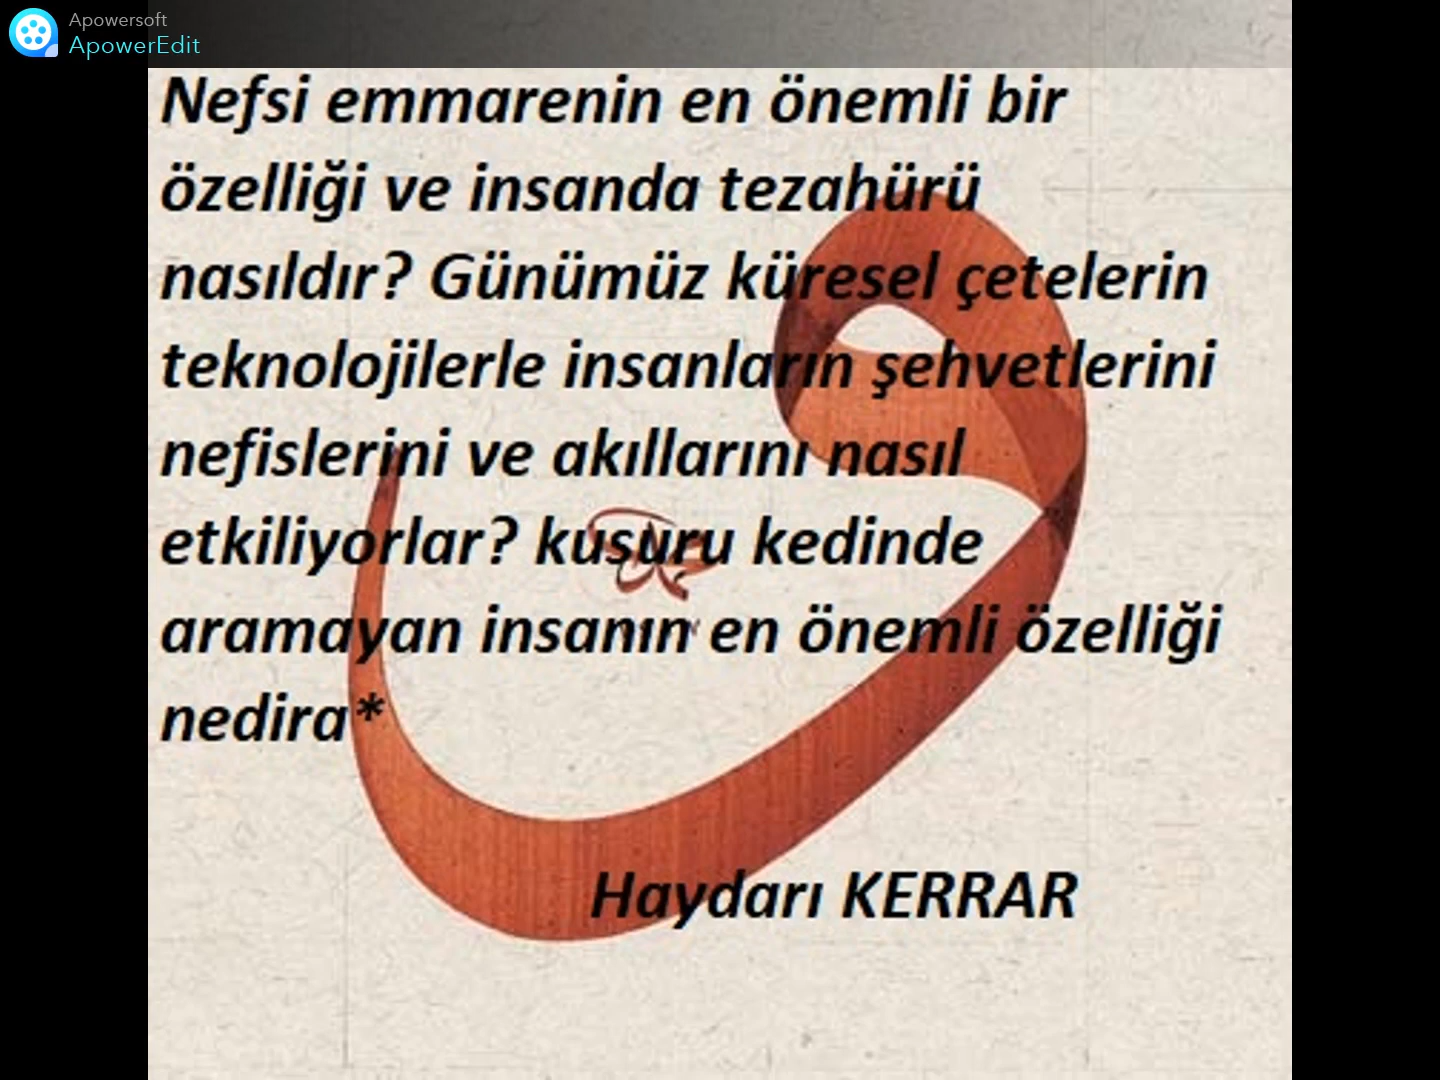 Apowersoft
ApowerEdit
Nefsi emmarenin en önemli bir
özelliği ve insanda tezahürü
nasıldır? Günümüz küresel çetelerin
teknolojilerle insanların şehvetlerini
nefislerini ve akıllarını nasıl
etkiliyorlar? kusuru kedinde
aramayan insanın en önemli özelliği
nedira*
Haydarı KERRAR